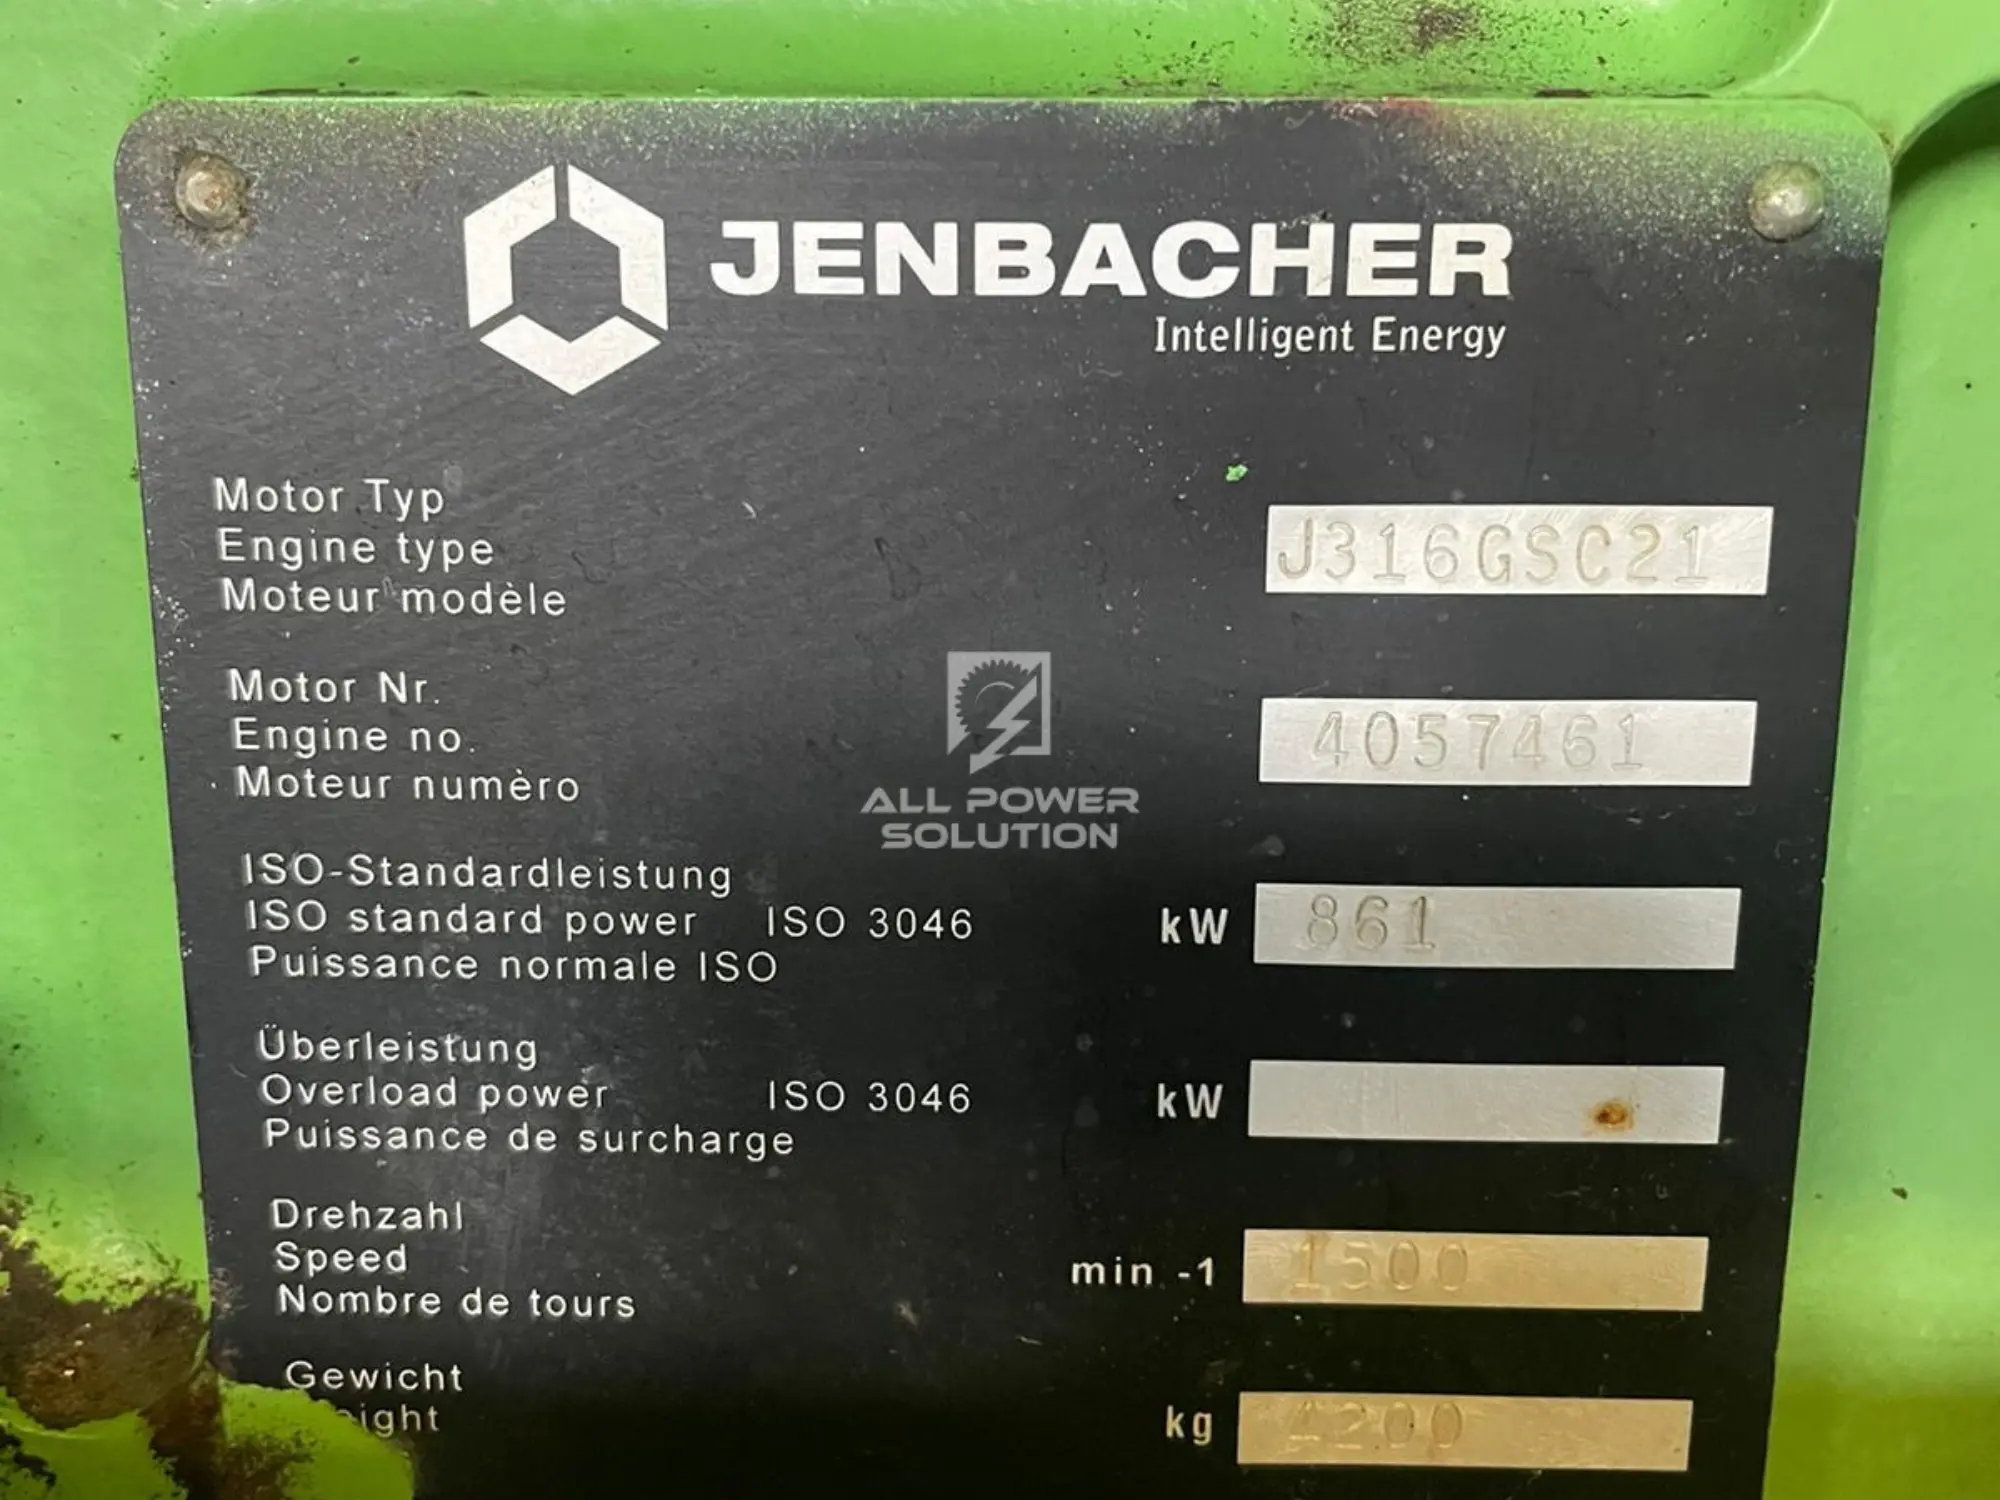 JENBACHER
Intelligent Energy
Motor Typ
Engine type
Moteur modèle
J316GSC21
Motor Nr.
Engine no.
Moteur numèro
4057461
ALL POWER
SOLUTION
ISO-Standardleistung
ISO standard power ISO 3046 kW 861
Puissance normale ISO
Überleistung
Overload power ISO 3046 kW
Puissance de surcharge
Drehzahl
Speed
Nombre de tours
min -1 1500
Gewicht
kg 4200